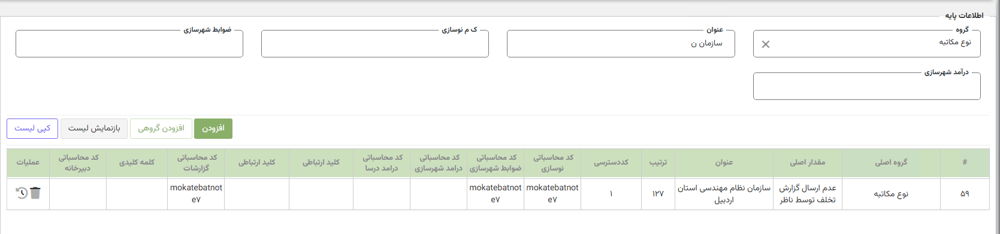 اطلاعات پایه
گروه
نوع مکاتبه
عنوان
سازمان ن
ک م نوسازی
ضوابط شهرسازی
درآمد شهرسازی
افزودن
افزودن گروهی
بازنمایش لیست
کپی لیست
#
گروه اصلی
مقدار اصلی
عنوان
ترتیب
کددسترسی
کد محاسباتی
نوسازی
کد محاسباتی
ضوابط شهرسازی
کد محاسباتی
درامد شهرسازی
کد محاسباتی
درامد درسا
کلید ارتباطی
کلید ارتباطی
کد محاسباتی
گزارشات
کلمه کلیدی
کد محاسباتی
دبیرخانه
عملیات
۵۹
نوع مکاتبه
عدم ارسال گزارش
تخلف توسط ناظر
سازمان نظام مهندسی استان
اردبیل
۱۲۷
۱
mokatebatnot
e۷
mokatebatnot
e۷
mokatebatnot
e۷